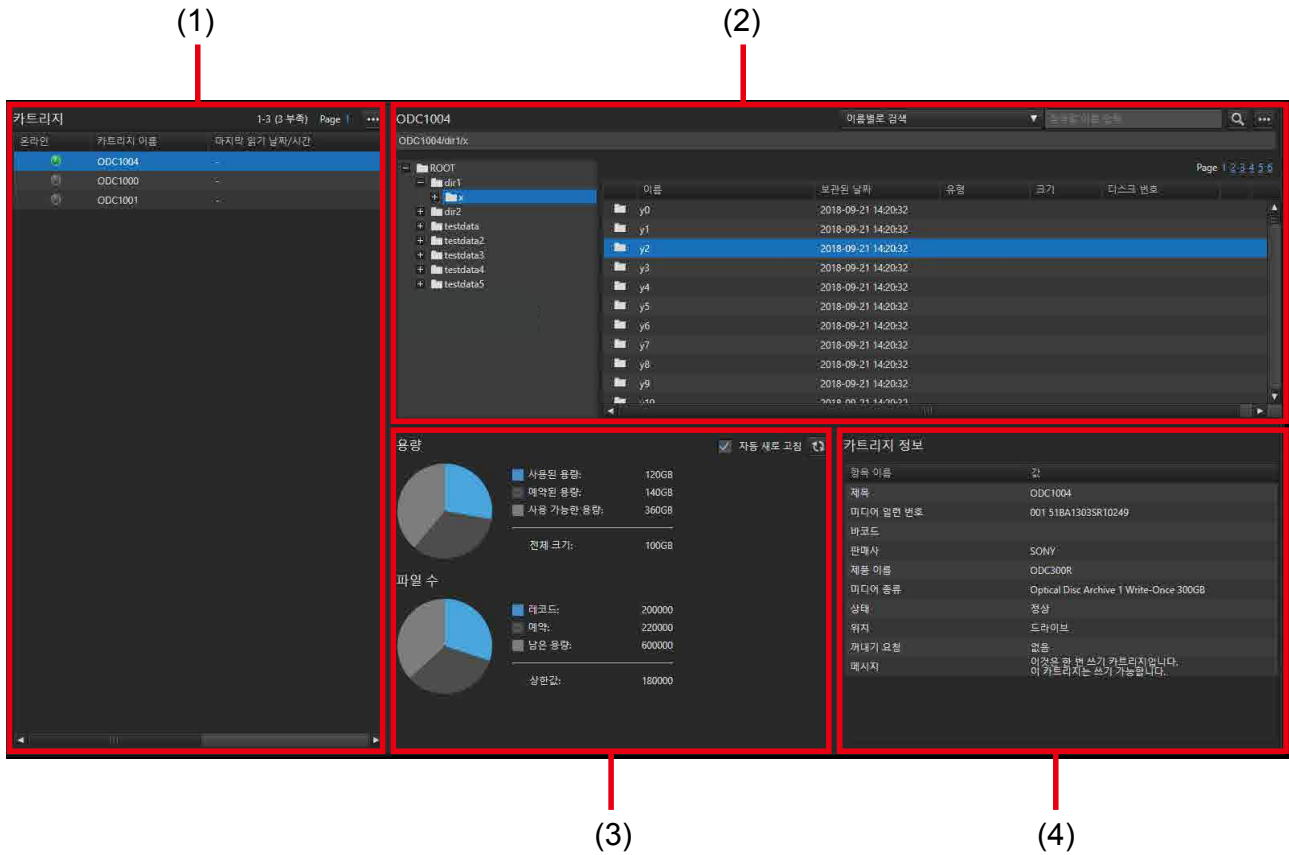 (1)
(2)
카트리지 1-3 (3 부족) Page 1
온라인 카트리지 이름 마지막 읽기 날짜/시간
ODC1004 -
ODC1000 -
ODC1001 -
ODC1004 이름별로 검색
ODC1004/dir1/x
ROOT
dir1
x
dir2
testdata
testdata2
testdata3
testdata4
testdata5
Page 1 2 3 4 5 6
이름 보관된 날짜 유형 크기 디스크 번호
y0 2018-09-21 14:20:32
y1 2018-09-21 14:20:32
y2 2018-09-21 14:20:32
y3 2018-09-21 14:20:32
y4 2018-09-21 14:20:32
y5 2018-09-21 14:20:32
y6 2018-09-21 14:20:32
y7 2018-09-21 14:20:32
y8 2018-09-21 14:20:32
y9 2018-09-21 14:20:32
y10 2018-09-21 14:20:32
용량 자동 새로 고침
사용된 용량: 120GB
예약된 용량: 140GB
사용 가능한 용량: 360GB
전체 크기: 100GB
파일 수
레코드: 200000
예약: 220000
남은 용량: 600000
상한값: 180000
카트리지 정보
항목 이름 값
제목 ODC1004
미디어 일련 번호 001 51BA1303SR10249
바코드
판매사 SONY
제품 이름 ODC300R
미디어 종류 Optical Disc Archive 1 Write-Once 300GB
상태 정상
위치 드라이브
꺼내기 요청 없음
메시지 이것은 한 번 쓰기 카트리지입니다.
이 카트리지는 쓰기 가능합니다.
(3)
(4)